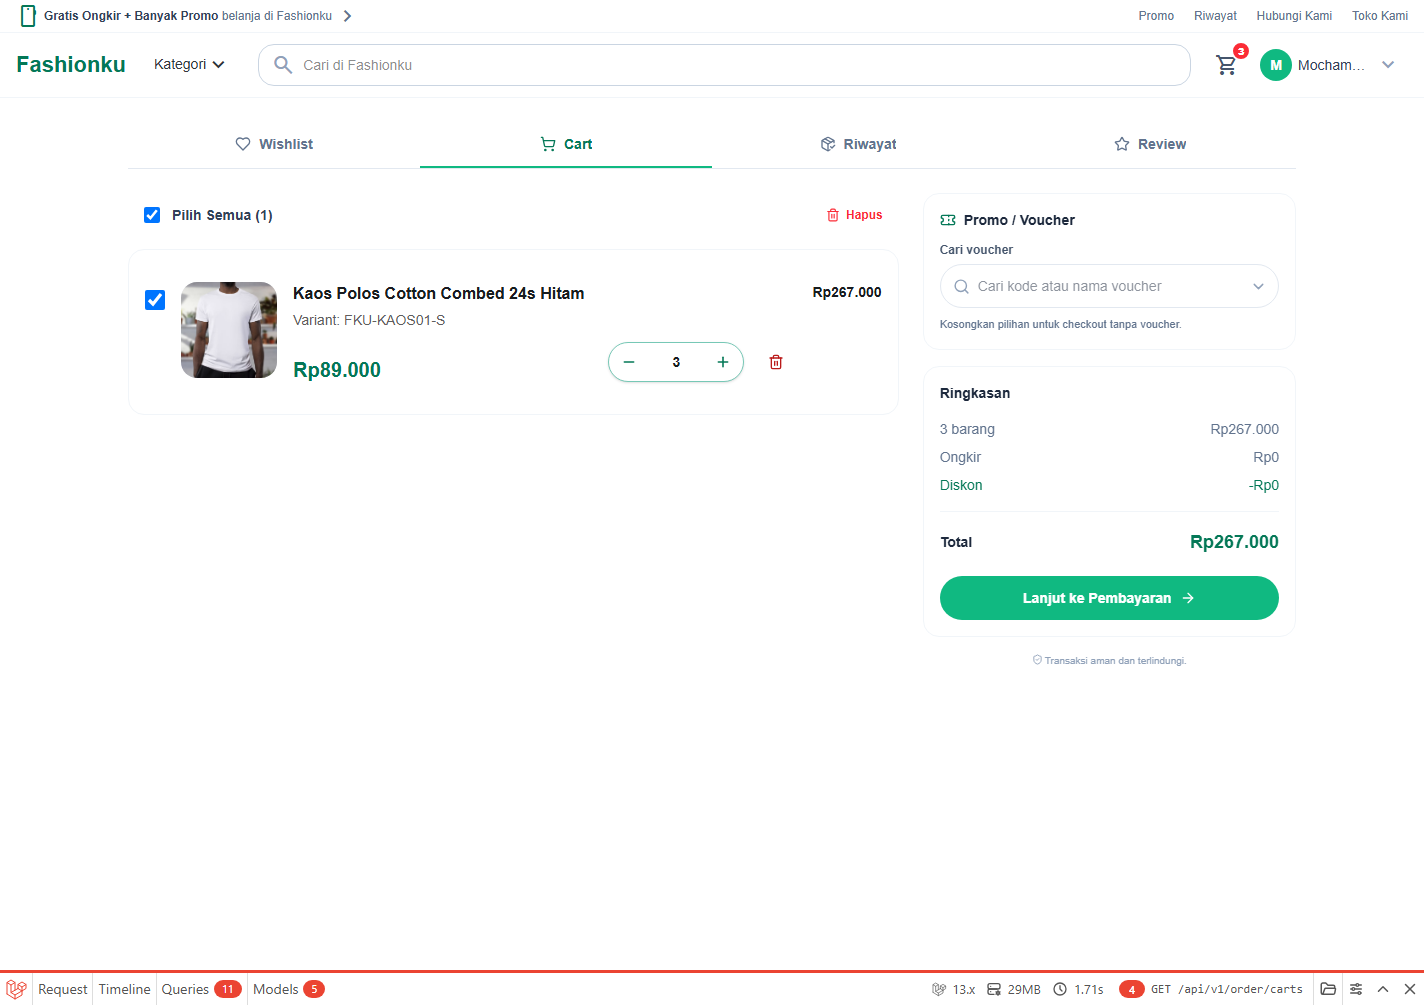 Gratis Ongkir + Banyak Promo belanja di Fashionku
Promo Riwayat Hubungi Kami Toko Kami
Fashionku
Kategori
Cari di Fashionku
3
M
Mocham...
Wishlist
Cart
Riwayat
Review
Pilih Semua (1)
Hapus
Kaos Polos Cotton Combed 24s Hitam
Rp267.000
Variant: FKU-KAOS01-S
Rp89.000
3
Promo / Voucher
Cari voucher
Cari kode atau nama voucher
Kosongkan pilihan untuk checkout tanpa voucher.
Ringkasan
3 barang Rp267.000
Ongkir Rp0
Diskon -Rp0
Total Rp267.000
Lanjut ke Pembayaran
Transaksi aman dan terlindungi.
Request Timeline Queries 11 Models 5 13.x 29MB 1.71s 4 GET /api/v1/order/carts